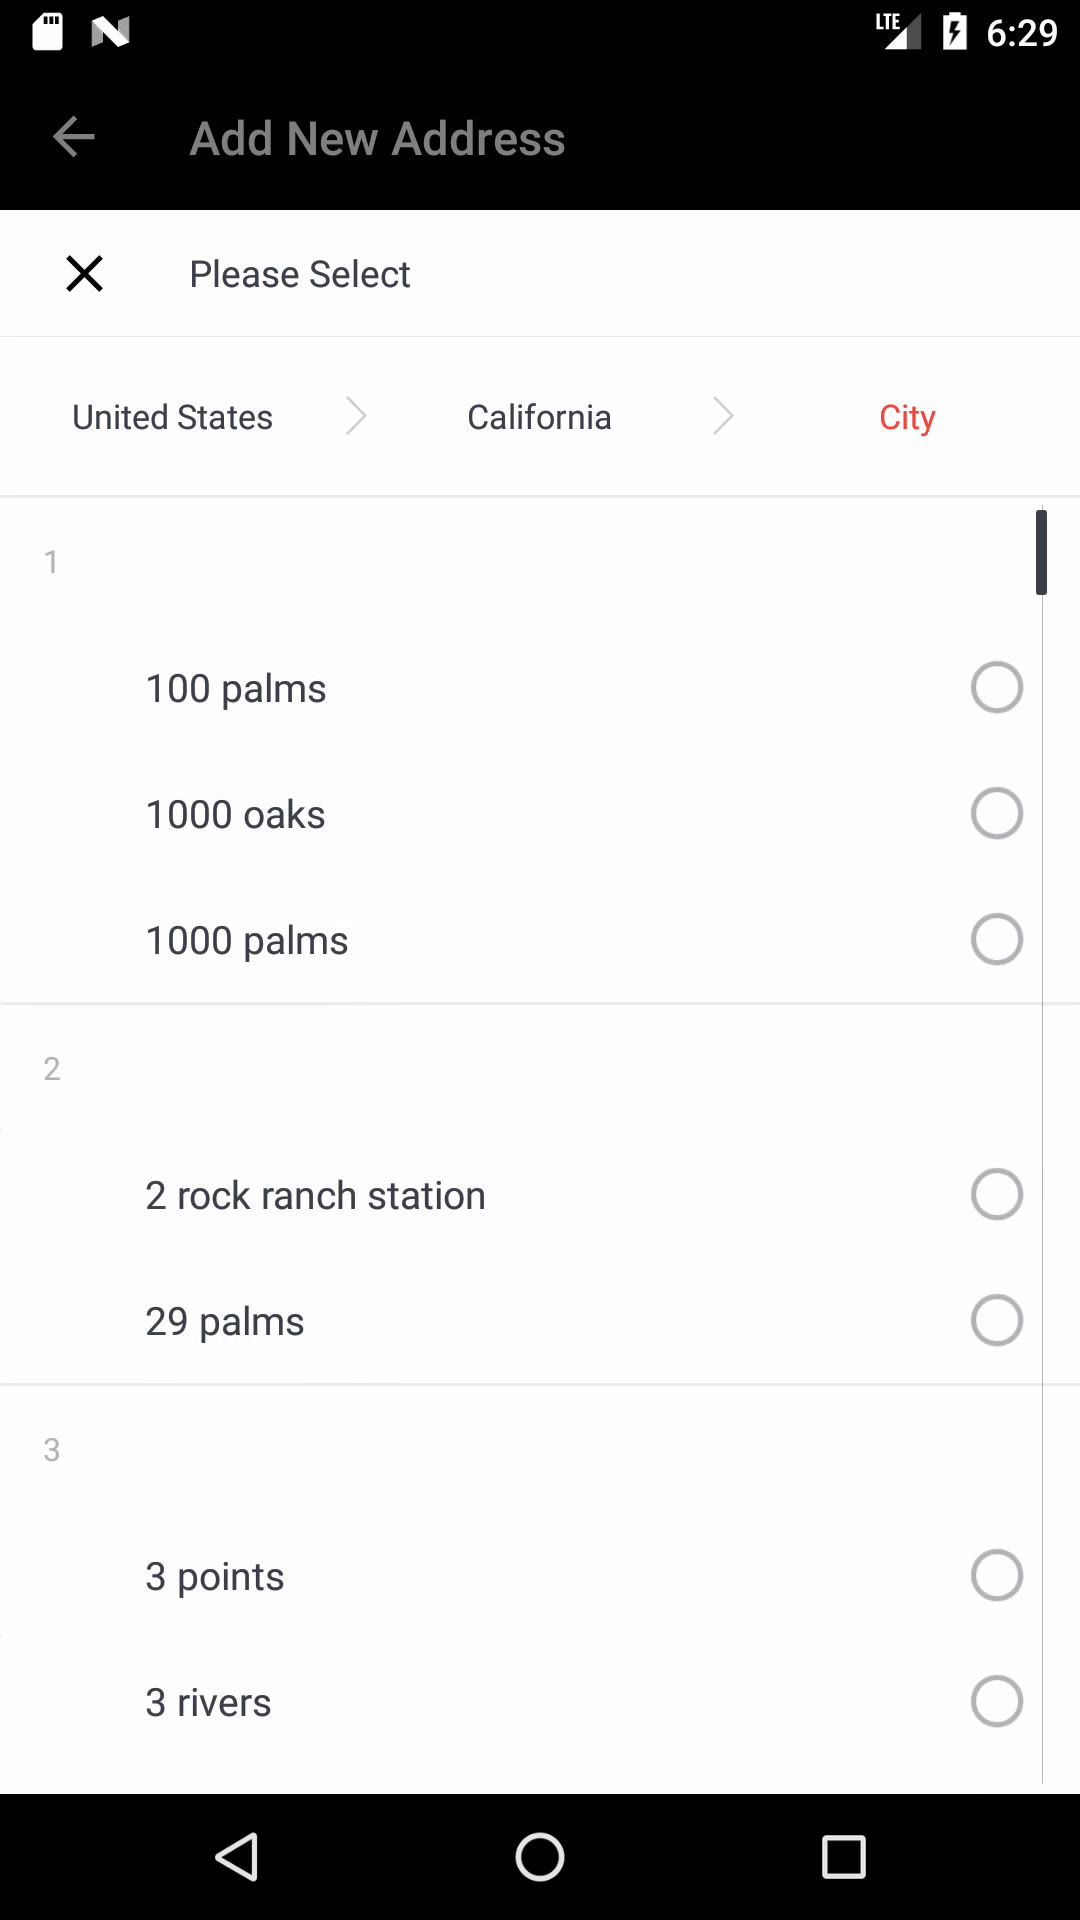 LTE 6:29
Add New Address
Please Select
United States California City
1
100 palms
1000 oaks
1000 palms
2
2 rock ranch station
29 palms
3
3 points
3 rivers